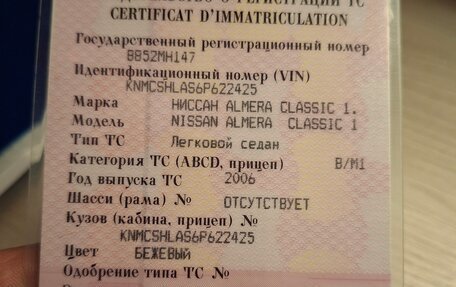 О РЕГИСТРАЦИИ ТС
CERTIFICAT D'IMMATRICULATION
Государственный регистрационный номер
В852МН147
Идентификационный номер (VIN)
KNMCSHLAS6P622425
Марка НИССАН ALMERA CLASSIC 1.
Модель NISSAN ALMERA CLASSIC 1
Тип ТС Легковой седан
Категория ТС (ABCD, прицеп) B/M1
Год выпуска ТС 2006
Шасси (рама) № ОТСУТСТВУЕТ
Кузов (кабина, прицеп) №
KNMCSHLAS6P622425
Цвет БЕЖЕВЫЙ
Одобрение типа ТС №